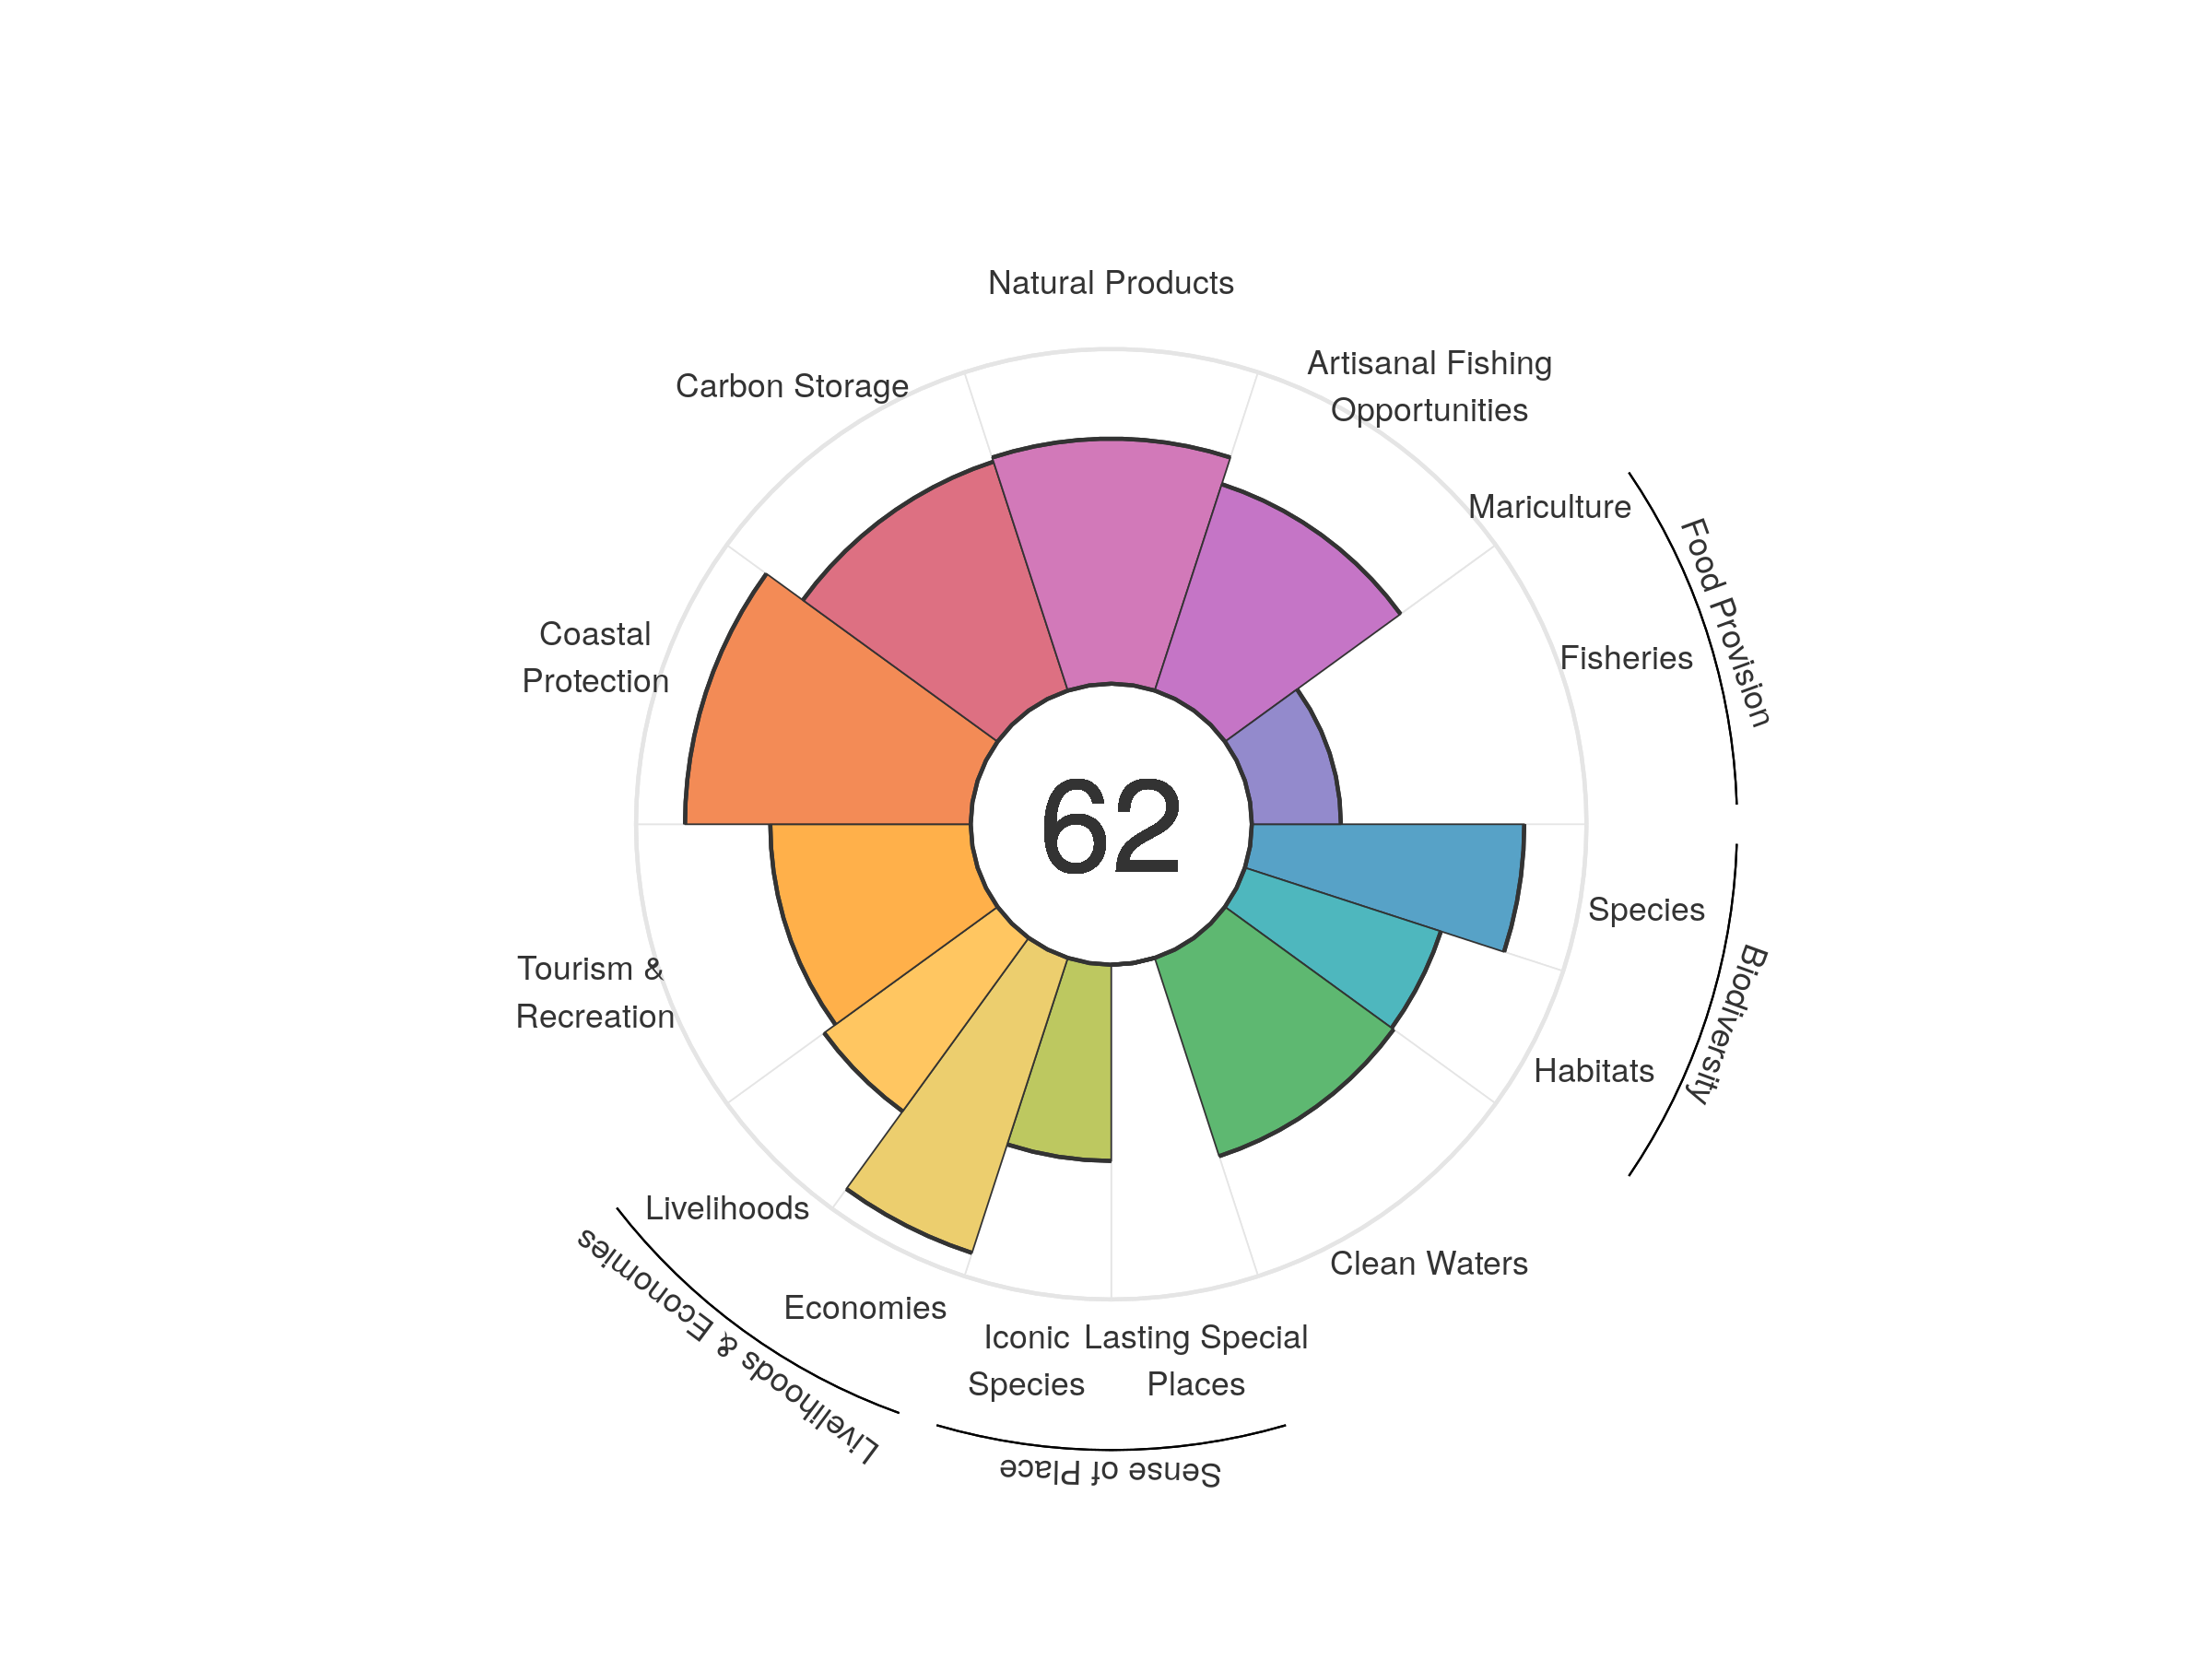 Natural Products
Artisanal Fishing
Opportunities
Carbon Storage
Mariculture
Food Provision
Fisheries
Coastal
Protection
62
Species
Biodiversity
Tourism &
Recreation
Habitats
Livelihoods
Clean Waters
Economies
Livelihoods & Economies
Iconic
Species
Lasting Special
Places
Sense of Place